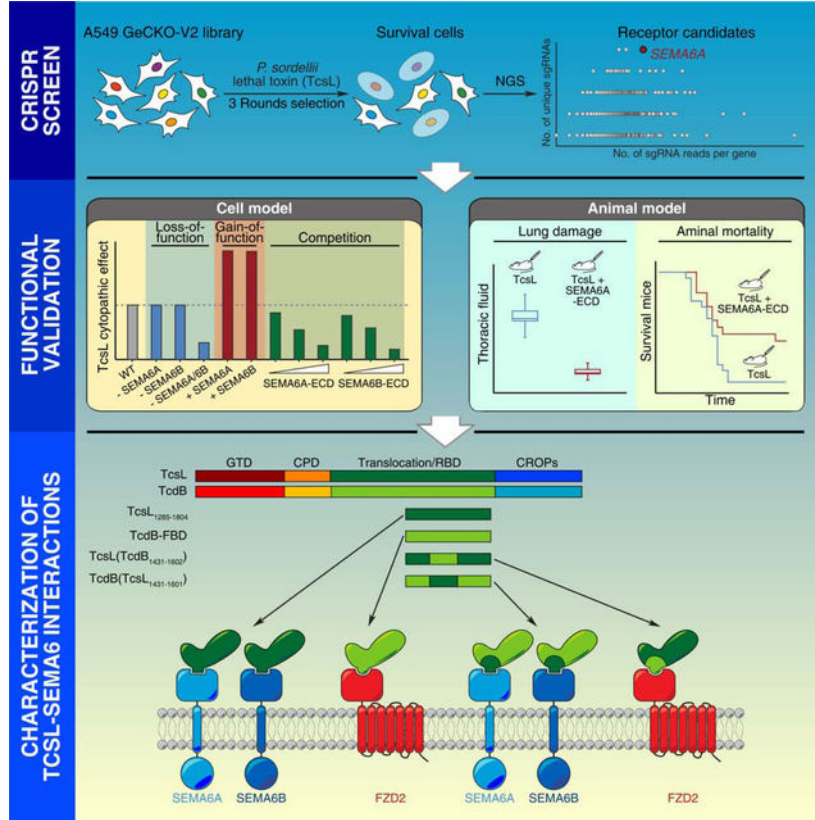 CRISPR
SCREEN
A549 GeCKO-V2 library
P. sordellii
lethal toxin (TcsL)
3 Rounds selection
Survival cells
NGS
Receptor candidates
SEMA6A
No. of unique sgRNAs
No. of sgRNA reads per gene
FUNCTIONAL
VALIDATION
Cell model
Loss-of-
function
Gain-of-
function
Competition
TcsL cytopathic effect
WT
- SEMA6A
- SEMA6B
- SEMA6A/6B
+ SEMA6A
+ SEMA6B
SEMA6A-ECD
SEMA6B-ECD
Animal model
Lung damage
TcsL
TcsL +
SEMA6A
-ECD
Thoracic fluid
Aminal mortality
TcsL +
SEMA6A-ECD
TcsL
Survival mice
Time
CHARACTERIZATION OF
TCSL-SEMA6 INTERACTIONS
GTD CPD Translocation/RBD CROPs
TcsL
TcdB
TcsL1285-1804
TcdB-FBD
TcsL(TcdB1431-1602)
TcdB(TcsL1431-1601)
SEMA6A SEMA6B FZD2 SEMA6A SEMA6B FZD2